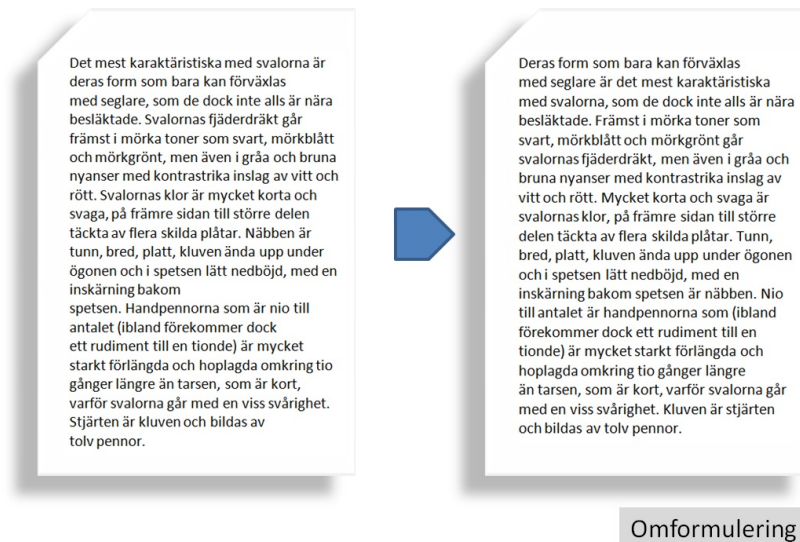 Det mest karaktäristiska med svalorna är
deras form som bara kan förväxlas
med seglare, som de dock inte alls är nära
besläktade. Svalornas fjäderdräkt går
främst i mörka toner som svart, mörkblått
och mörkgrönt, men även i gråa och bruna
nyanser med kontrastrika inslag av vitt och
rött. Svalornas klor är mycket korta och
svaga, på främre sidan till större delen
täckta av flera skilda plåtar. Näbben är
tunn, bred, platt, kluven ända upp under
ögonen och i spetsen lätt nedböjd, med en
inskärning bakom
spetsen. Handpennorna som är nio till
antalet (ibland förekommer dock
ett rudiment till en tionde) är mycket
starkt förlängda och hoplagda omkring tio
gånger längre än tarsen, som är kort,
varför svalorna går med en viss svårighet.
Stjärten är kluven och bildas av
tolv pennor.
Deras form som bara kan förväxlas
med seglare är det mest karaktäristiska
med svalorna, som de dock inte alls är nära
besläktade. Främst i mörka toner som
svart, mörkblått och mörkgrönt går
svalornas fjäderdräkt, men även i gråa och
bruna nyanser med kontrastrika inslag av
vitt och rött. Mycket korta och svaga är
svalornas klor, på främre sidan till större
delen täckta av flera skilda plåtar. Tunn,
bred, platt, kluven ända upp under ögonen
och i spetsen lätt nedböjd, med en
inskärning bakom spetsen är näbben. Nio
till antalet är handpennorna som (ibland
förekommer dock ett rudiment till en
tionde) är mycket starkt förlängda och
hoplagda omkring tio gånger längre
än tarsen, som är kort, varför svalorna går
med en viss svårighet. Kluven är stjärten
och bildas av tolv pennor.
Omformulering